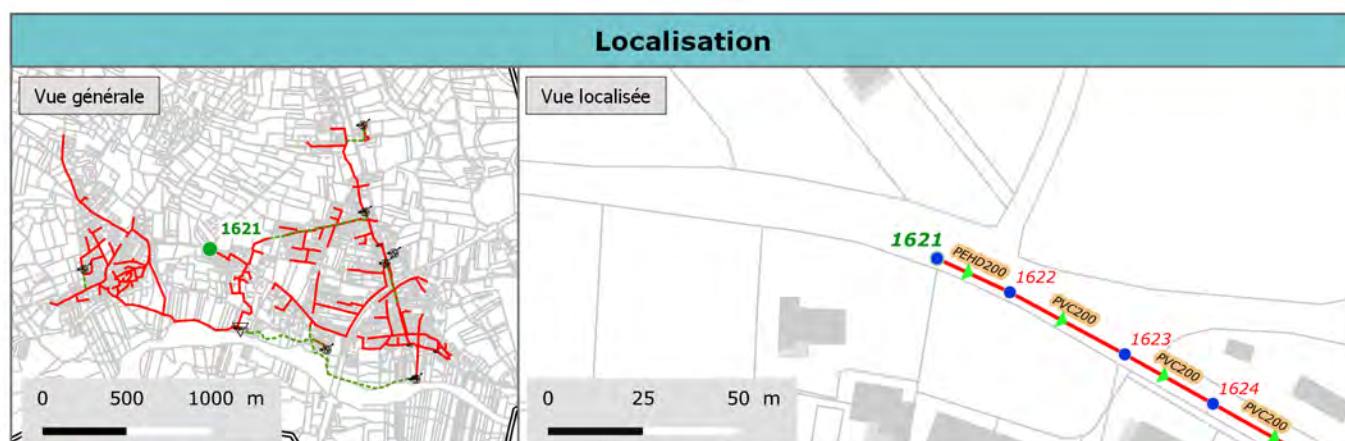 Localisation
Vue générale
1621
0 500 1000 m
Vue localisée
1621
PEHD200
1622
PVC200
1623
PVC200
1624
PVC200
0 25 50 m